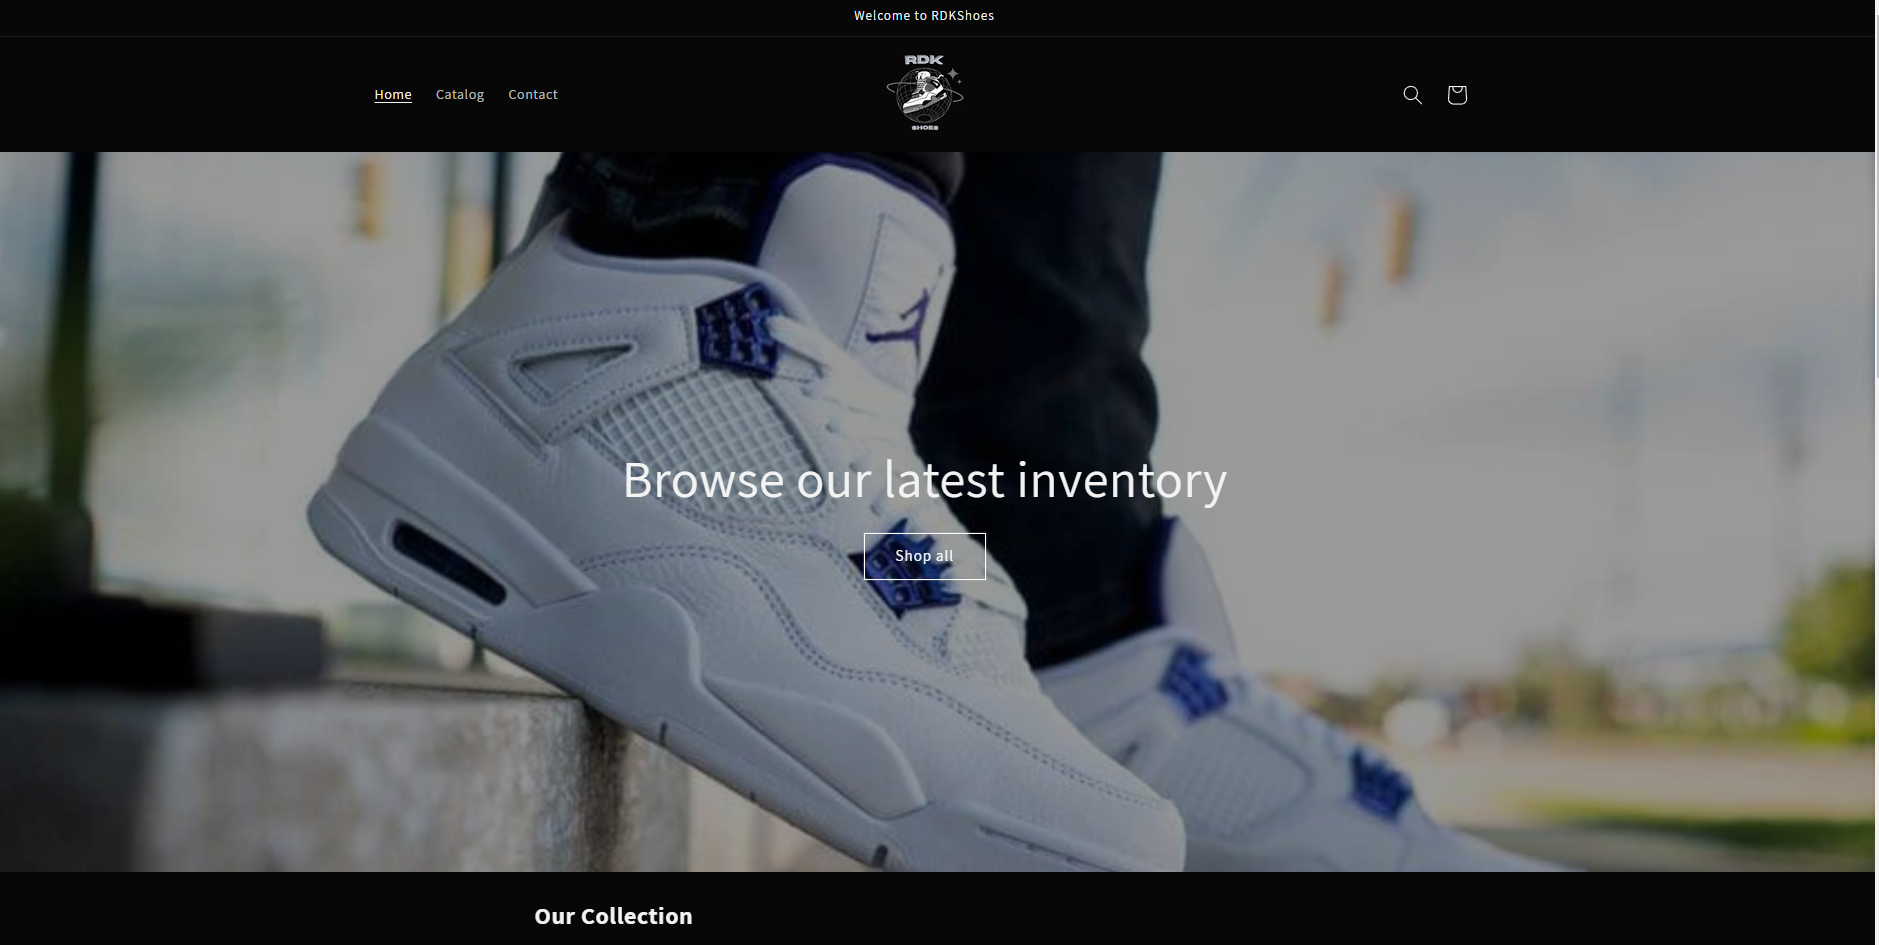 Welcome to RDKShoes
Home Catalog Contact
RDK
SHOES
Browse our latest inventory
Shop all
Our Collection